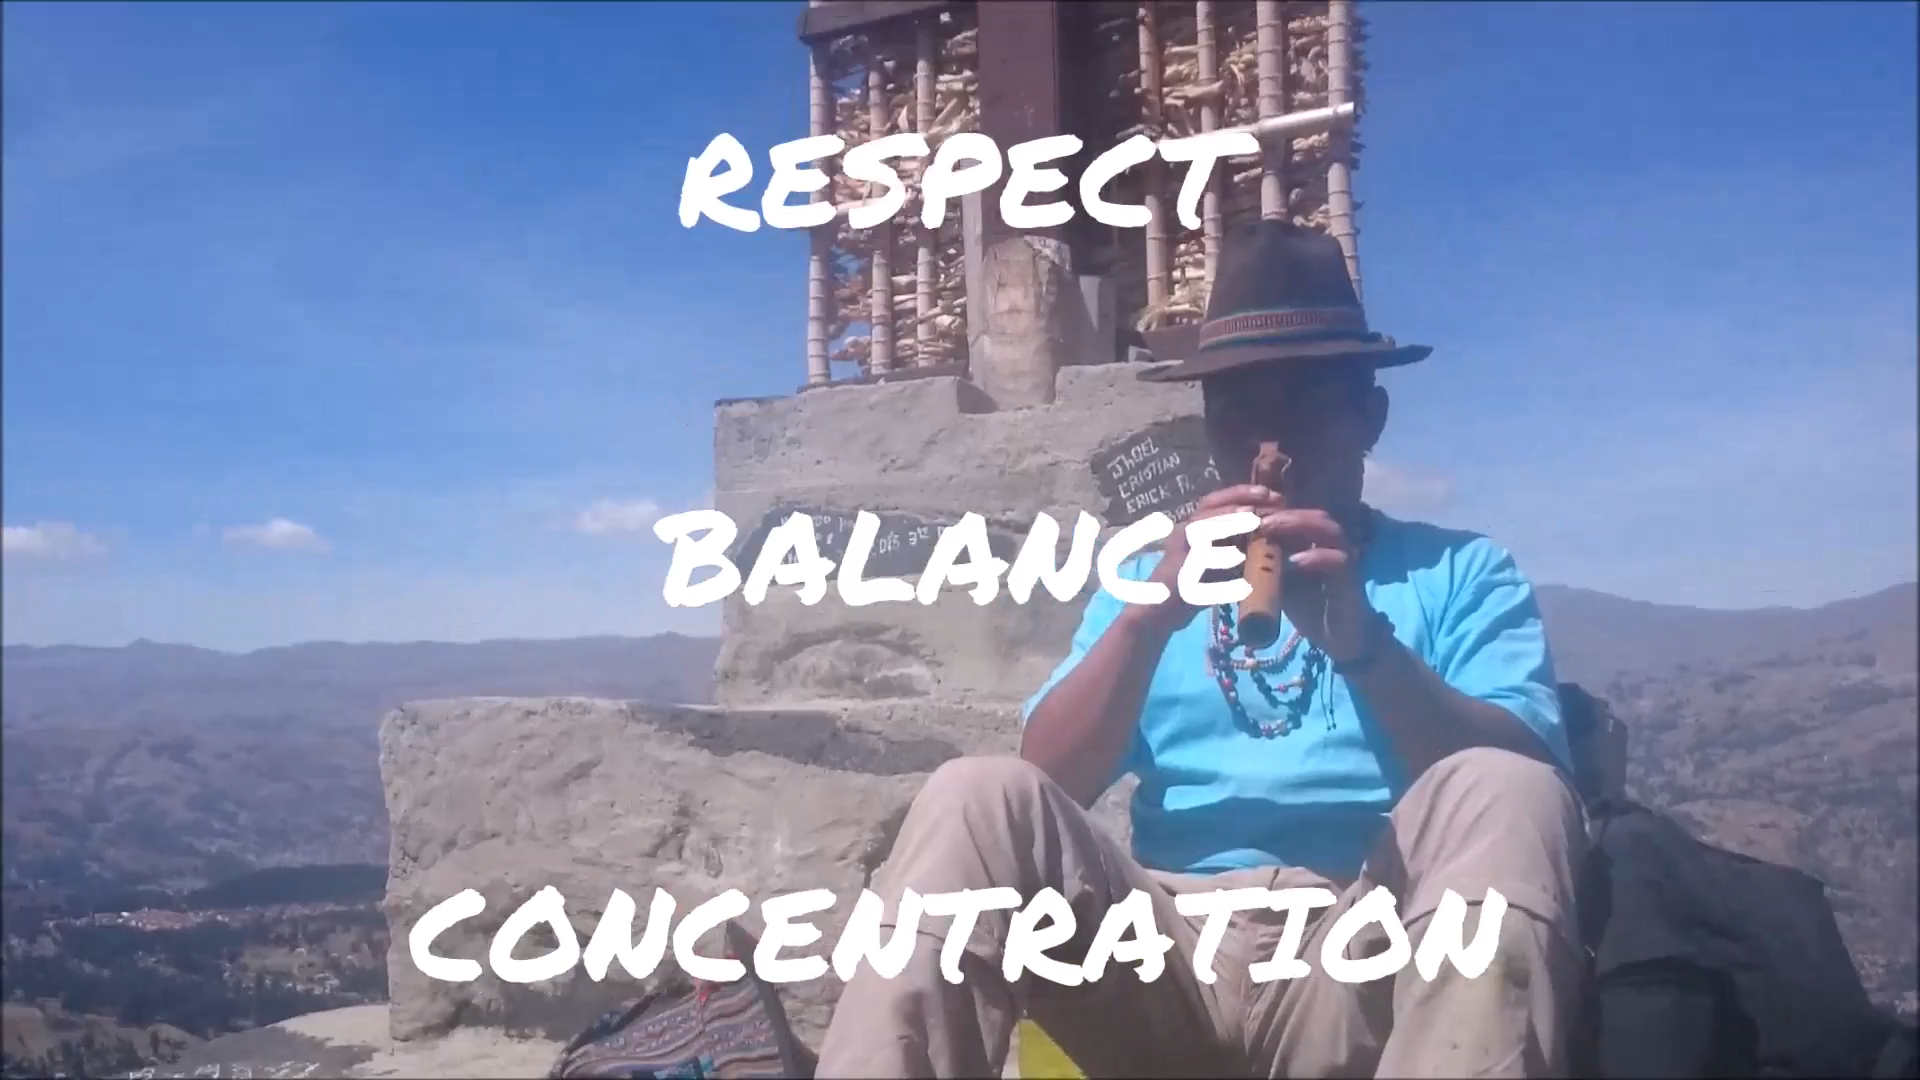 RESPECT
JhOEL
CRISTIAN
ERICK A.
BALANCE
CONCENTRATION